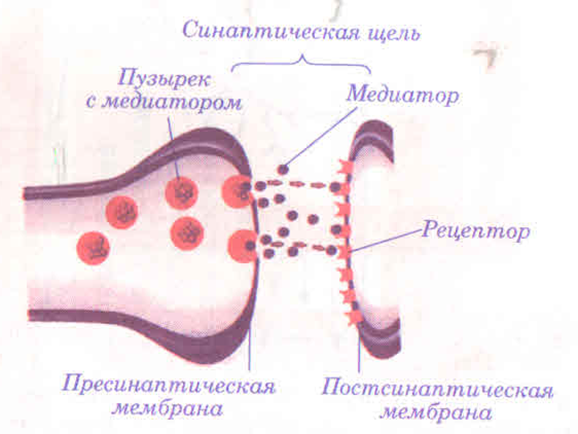 Синаптическая щель
Пузырек
с медиатором
Медиатор
Рецептор
Пресинаптическая
мембрана
Постсинаптическая
мембрана